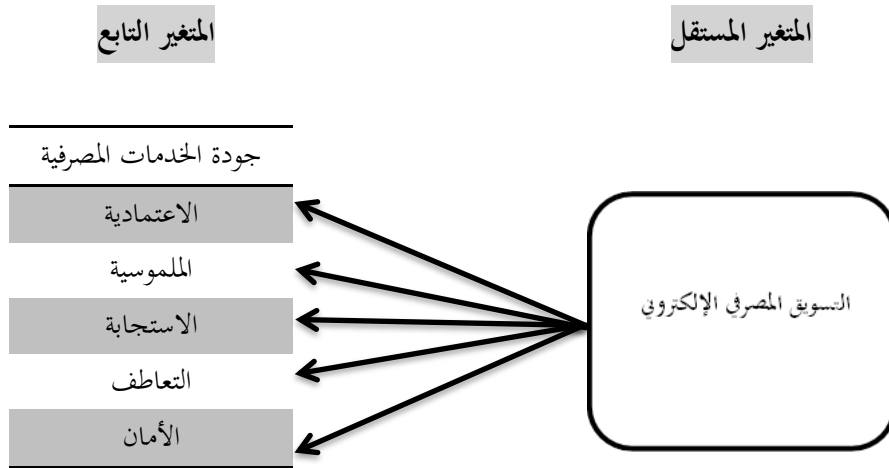 المتغير المستقل
المتغير التابع
التسويق المصرفي الإلكتروني
جودة الخدمات المصرفية
الاعتمادية
الملموسية
الاستجابة
التعاطف
الأمان